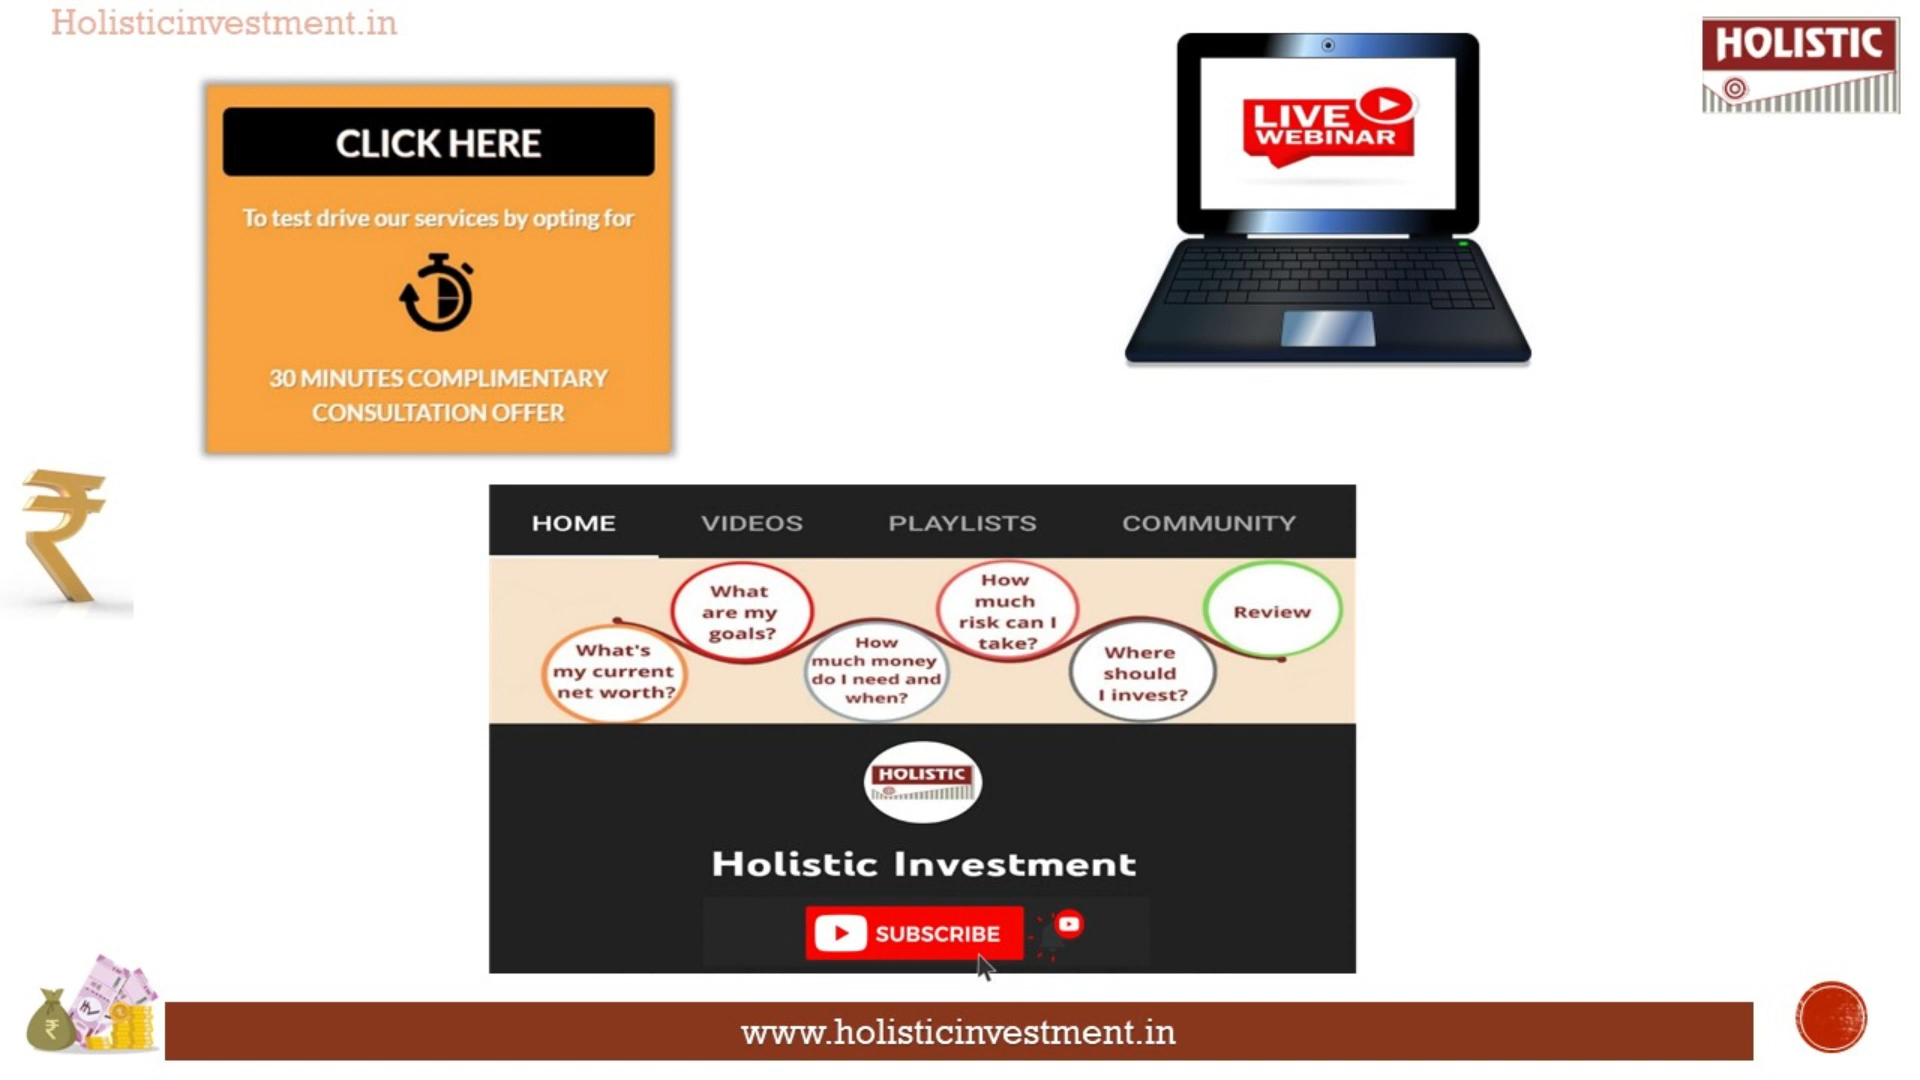 Holisticinvestment.in
HOLISTIC
CLICK HERE
To test drive our services by opting for
30 MINUTES COMPLIMENTARY
CONSULTATION OFFER
LIVE
WEBINAR
HOME VIDEOS PLAYLISTS COMMUNITY
What's
my current
net worth?
What
are my
goals?
How
much money
do I need and
when?
How
much
risk can I
take?
Where
should
I invest?
Review
HOLISTIC
Holistic Investment
SUBSCRIBE
www.holisticinvestment.in